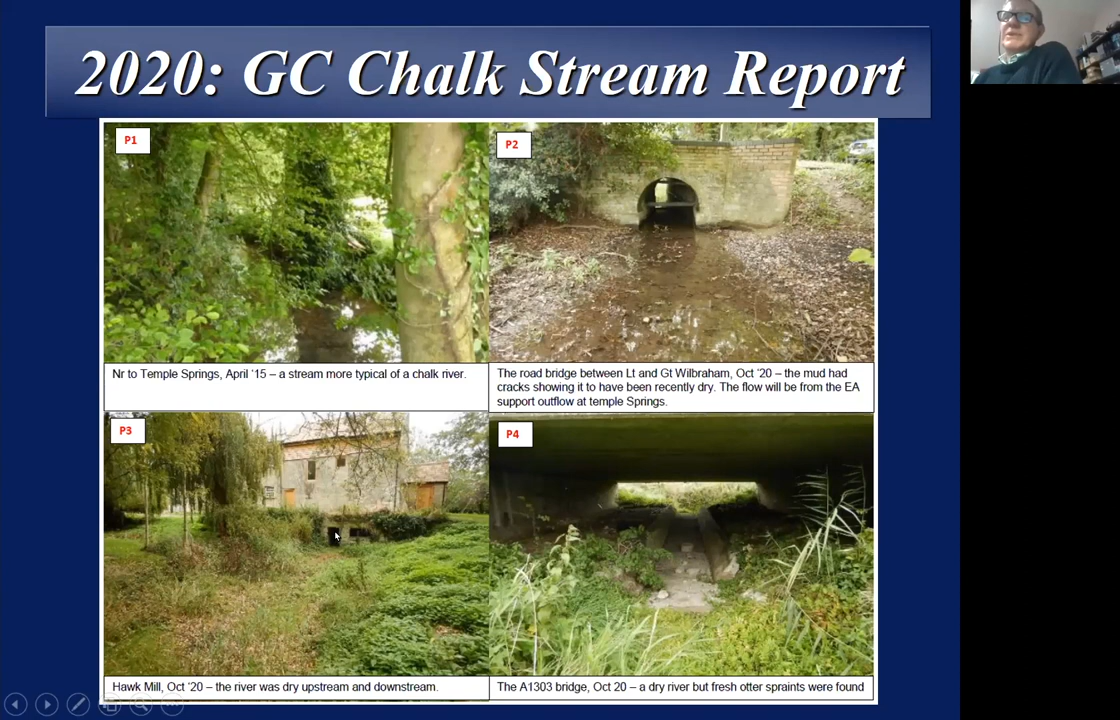 2020: GC Chalk Stream Report
P1
P2
Nr to Temple Springs, April '15 – a stream more typical of a chalk river.
The road bridge between Lt and Gt Wilbraham, Oct '20 – the mud had
cracks showing it to have been recently dry. The flow will be from the EA
support outflow at temple Springs.
P3
P4
Hawk Mill, Oct '20 – the river was dry upstream and downstream.
The A1303 bridge, Oct 20 – a dry river but fresh otter spraints were found